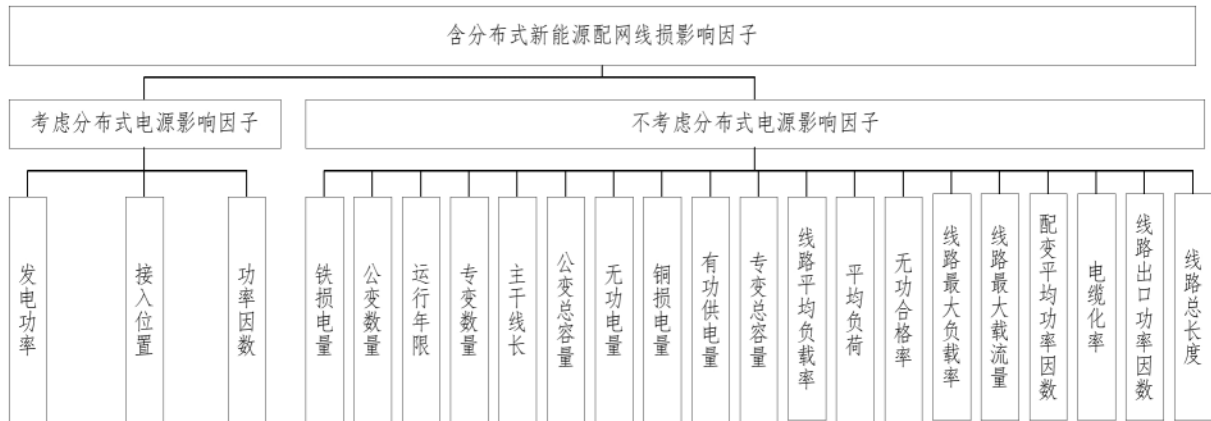 含分布式新能源配网线损影响因子
考虑分布式电源影响因子
不考虑分布式电源影响因子
发电功率
接入位置
功率因数
铁损电量
公变数量
运行年限
专变数量
主干线长
公变总容量
无功电量
铜损电量
有功供电量
专变总容量
线路平均负载率
平均负荷
无功合格率
线路最大负载率
线路最大载流量
配变平均功率因数
电缆化率
线路出口功率因数
线路总长度